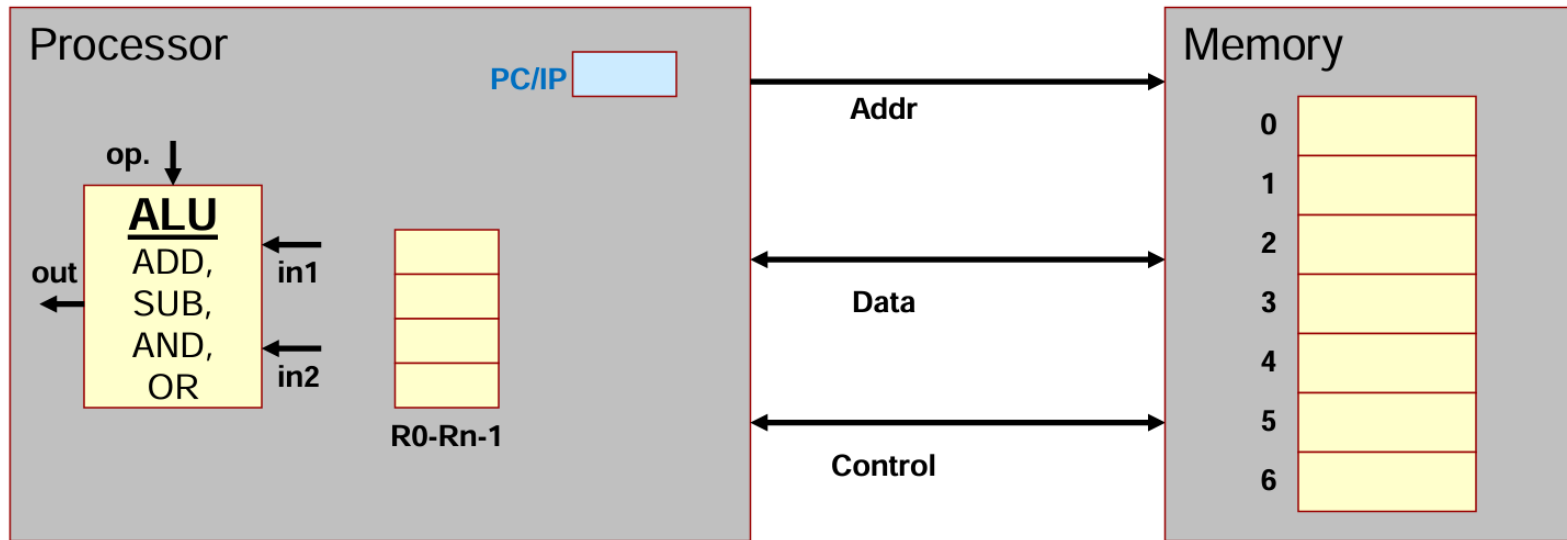 Processor
PC/IP
op.
ALU
ADD,
SUB,
AND,
OR
out
in1
in2
R0-Rn-1
Addr
Data
Control
Memory
0
1
2
3
4
5
6